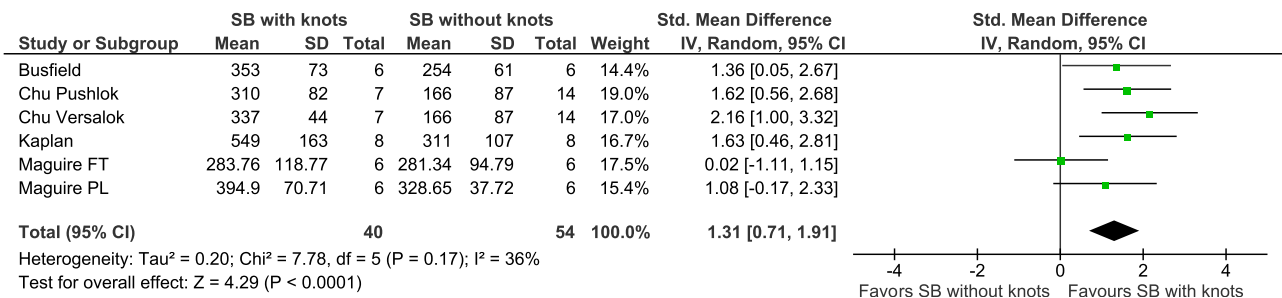 SB with knots SB without knots Std. Mean Difference Std. Mean Difference
Study or Subgroup Mean SD Total Mean SD Total Weight IV, Random, 95% CI IV, Random, 95% CI
Busfield 353 73 6 254 61 6 14.4% 1.36 [0.05, 2.67]
Chu Pushlok 310 82 7 166 87 14 19.0% 1.62 [0.56, 2.68]
Chu Versalok 337 44 7 166 87 14 17.0% 2.16 [1.00, 3.32]
Kaplan 549 163 8 311 107 8 16.7% 1.63 [0.46, 2.81]
Maguire FT 283.76 118.77 6 281.34 94.79 6 17.5% 0.02 [-1.11, 1.15]
Maguire PL 394.9 70.71 6 328.65 37.72 6 15.4% 1.08 [-0.17, 2.33]
Total (95% CI) 40 54 100.0% 1.31 [0.71, 1.91]
Heterogeneity: Tau² = 0.20; Chi² = 7.78, df = 5 (P = 0.17); I² = 36%
Test for overall effect: Z = 4.29 (P < 0.0001)
-4 -2 0 2 4
Favors SB without knots Favours SB with knots